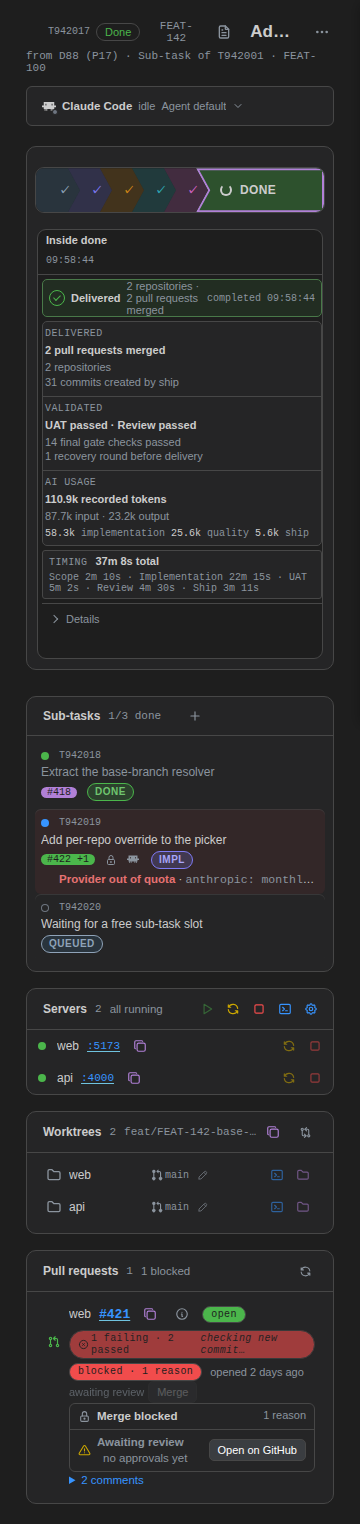 T942017 Done FEAT-142 Ad… ···
from D88 (P17) · Sub-task of T942001 · FEAT-
100
Claude Code idle Agent default
DONE
Inside done
09:58:44
Delivered 2 repositories · 2 pull requests merged completed 09:58:44
DELIVERED
2 pull requests merged
2 repositories
31 commits created by ship
VALIDATED
UAT passed · Review passed
14 final gate checks passed
1 recovery round before delivery
AI USAGE
110.9k recorded tokens
87.7k input · 23.2k output
58.3k implementation 25.6k quality 5.6k ship
TIMING 37m 8s total
Scope 2m 10s · Implementation 22m 15s · UAT
5m 2s · Review 4m 30s · Ship 3m 11s
Details
Sub-tasks 1/3 done
T942018
Extract the base-branch resolver
#418 DONE
T942019
Add per-repo override to the picker
#422 +1 IMPL
Provider out of quota · anthropic: monthl…
T942020
Waiting for a free sub-task slot
QUEUED
Servers 2 all running
web :5173
api :4000
Worktrees 2 feat/FEAT-142-base-…
web main
api main
Pull requests 1 1 blocked
web #421 open
1 failing · 2 passed checking new commit…
blocked · 1 reason opened 2 days ago
awaiting review Merge
Merge blocked 1 reason
Awaiting review
no approvals yet
Open on GitHub
2 comments